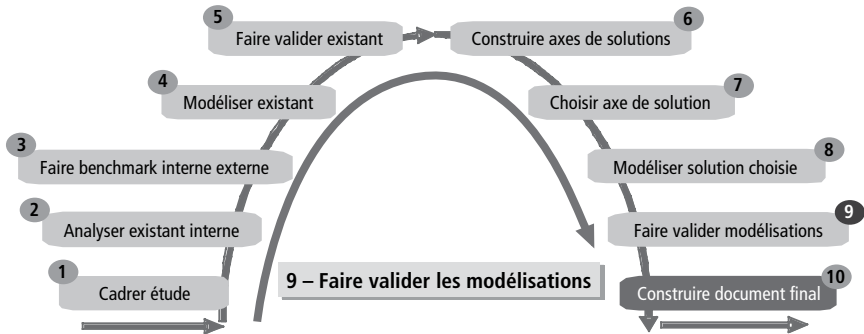 5
Faire valider existant
6
Construire axes de solutions
4
Modéliser existant
7
Choisir axe de solution
3
Faire benchmark interne externe
8
Modéliser solution choisie
2
Analyser existant interne
9
Faire valider modélisations
1
Cadrer étude
9 – Faire valider les modélisations
10
Construire document final